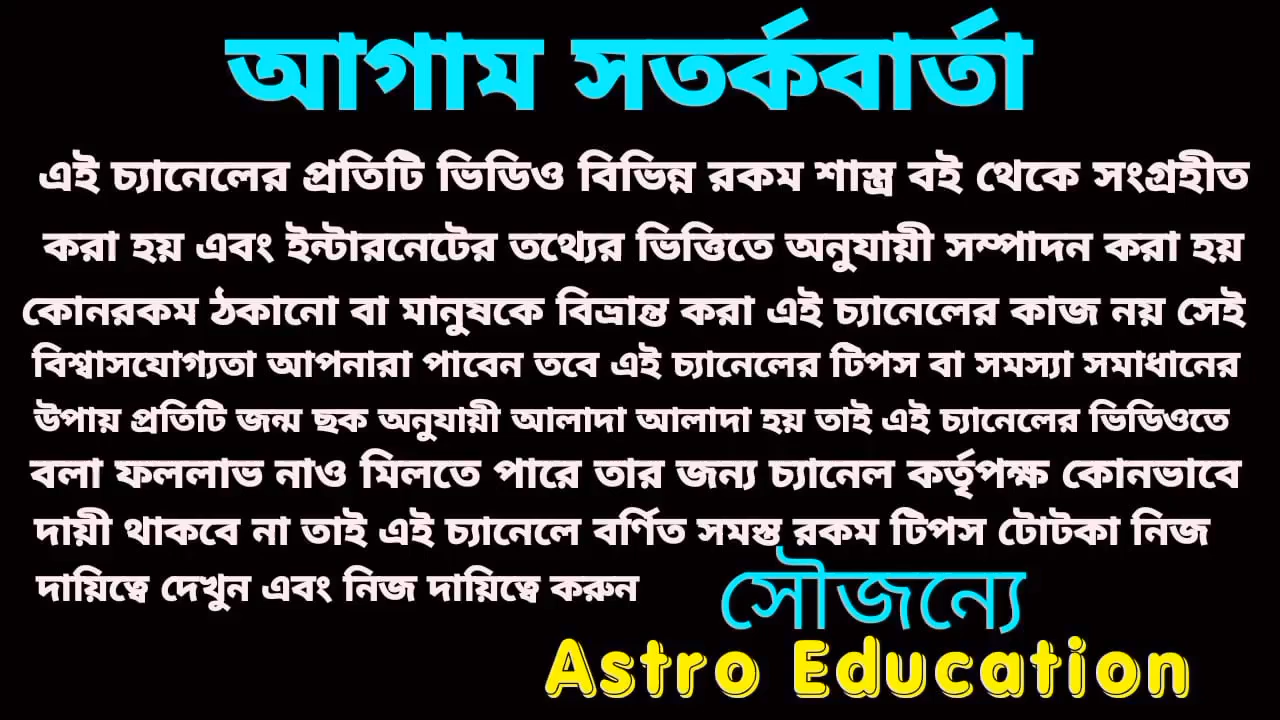 আগাম সতর্কবার্তা
এই চ্যানেলের প্রতিটি ভিডিও বিভিন্ন রকম শাস্ত্র বই থেকে সংগ্রহীত
করা হয় এবং ইন্টারনেটের তথ্যের ভিত্তিতে অনুযায়ী সম্পাদন করা হয়
কোনরকম ঠকানো বা মানুষকে বিভ্রান্ত করা এই চ্যানেলের কাজ নয় সেই
বিশ্বাসযোগ্যতা আপনারা পাবেন তবে এই চ্যানেলের টিপস বা সমস্যা সমাধানের
উপায় প্রতিটি জন্ম ছক অনুযায়ী আলাদা আলাদা হয় তাই এই চ্যানেলের ভিডিওতে
বলা ফললাভ নাও মিলতে পারে তার জন্য চ্যানেল কর্তৃপক্ষ কোনভাবে
দায়ী থাকবে না তাই এই চ্যানেলে বর্ণিত সমস্ত রকম টিপস টোটকা নিজ
দায়িত্বে দেখুন এবং নিজ দায়িত্বে করুন
সৌজন্যে
Astro Education